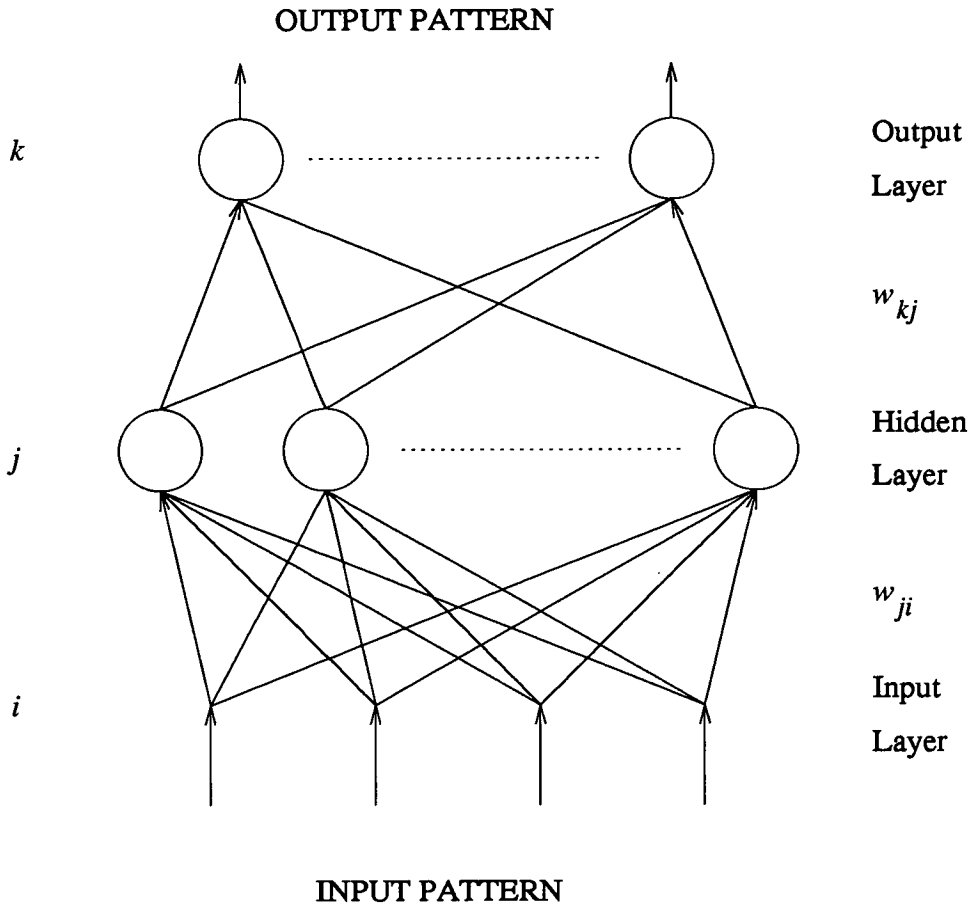 OUTPUT PATTERN
k
Output
Layer
w_kj
j
Hidden
Layer
w_ji
i
Input
Layer
INPUT PATTERN